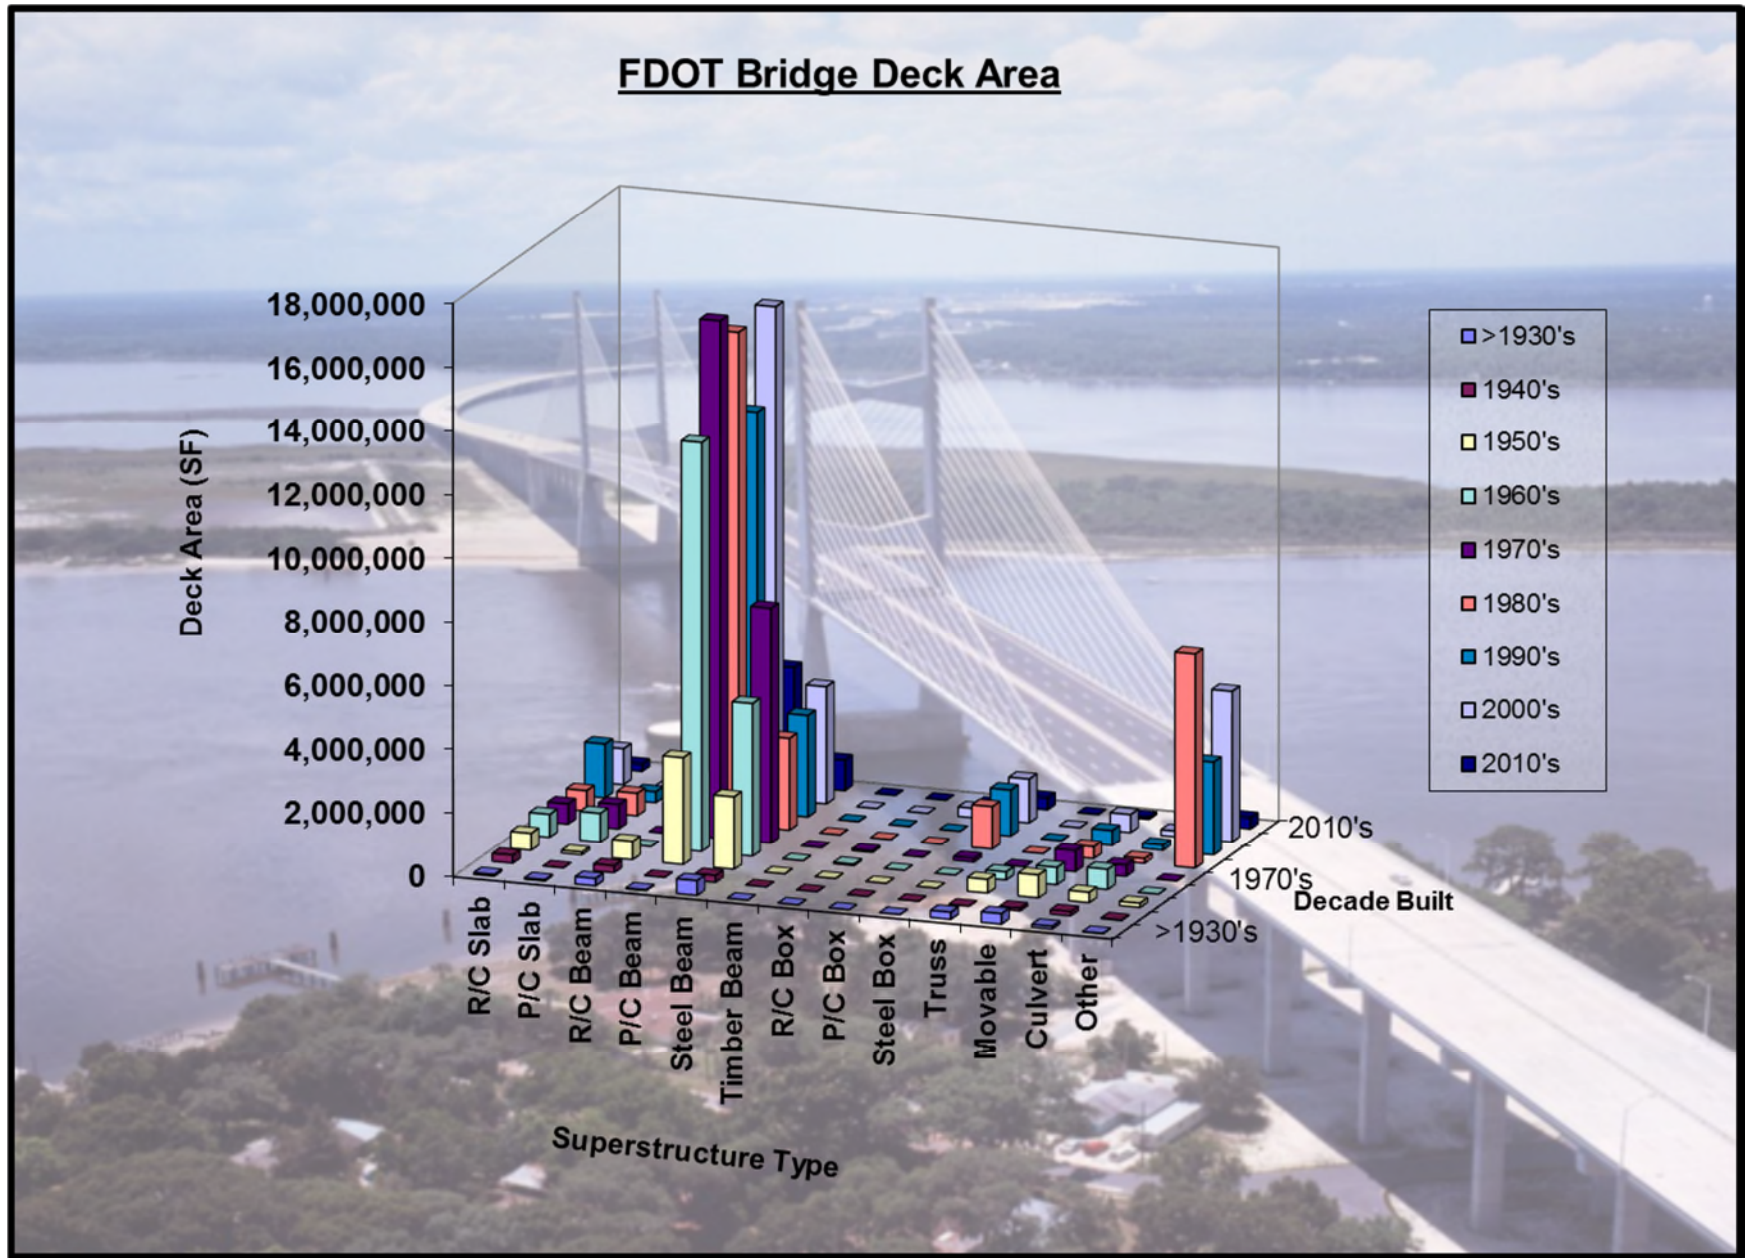 FDOT Bridge Deck Area
18,000,000
16,000,000
14,000,000
12,000,000
10,000,000
8,000,000
6,000,000
4,000,000
2,000,000
0
Deck Area (SF)
R/C Slab
P/C Slab
R/C Beam
P/C Beam
Steel Beam
Timber Beam
R/C Box
P/C Box
Steel Box
Truss
Movable
Culvert
Other
Superstructure Type
2010's
1970's
>1930's
Decade Built
>1930's
1940's
1950's
1960's
1970's
1980's
1990's
2000's
2010's